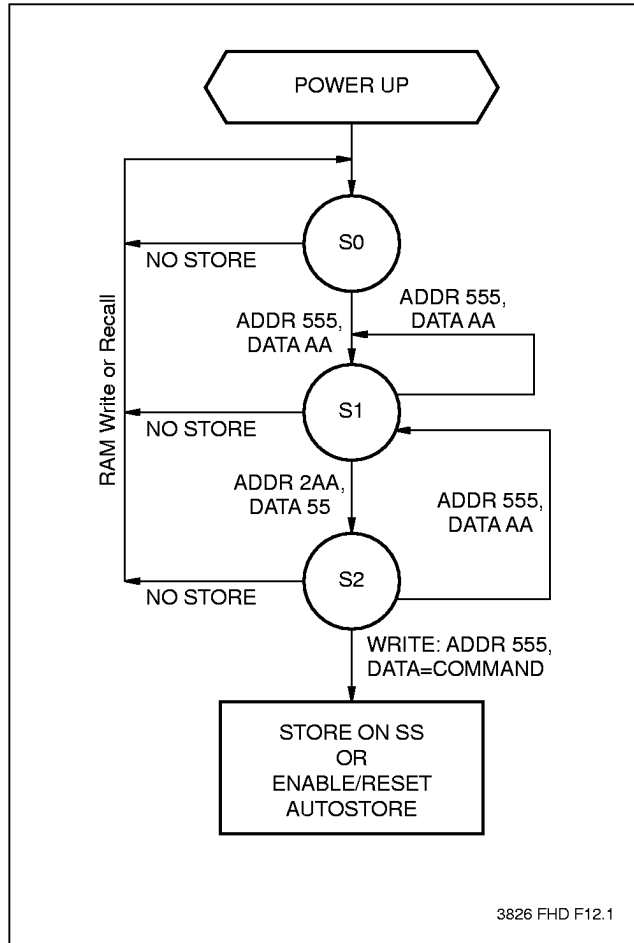 POWER UP
S0
NO STORE
ADDR 555,
DATA AA
ADDR 555,
DATA AA
RAM Write or Recall
S1
NO STORE
ADDR 2AA,
DATA 55
ADDR 555,
DATA AA
S2
NO STORE
WRITE: ADDR 555,
DATA=COMMAND
STORE ON SS
OR
ENABLE/RESET
AUTOSTORE
3826 FHD F12.1